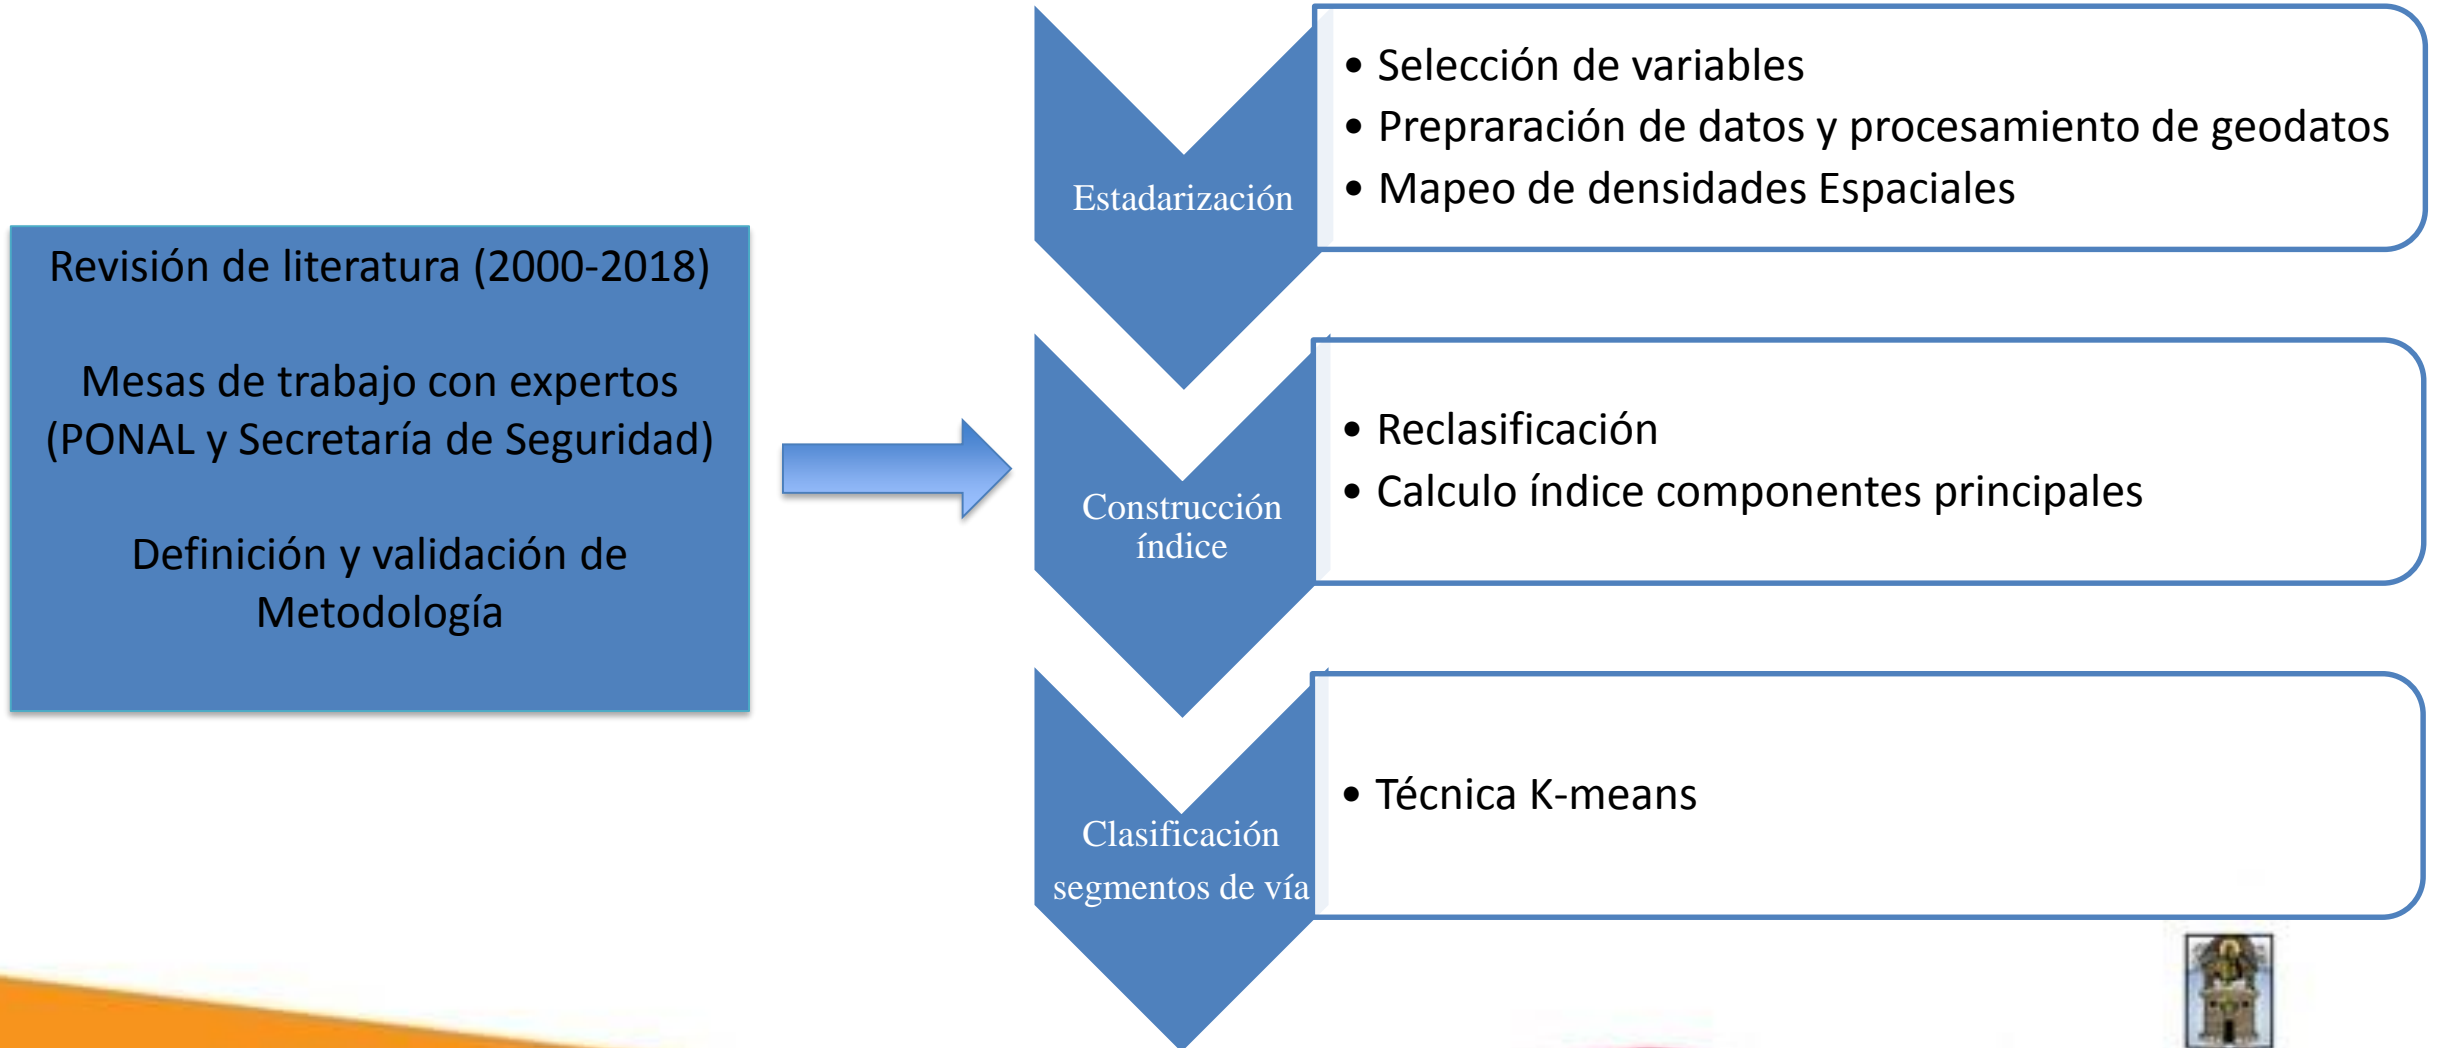 Revisión de literatura (2000-2018)
Mesas de trabajo con expertos
(PONAL y Secretaría de Seguridad)
Definición y validación de
Metodología
Estadarización
• Selección de variables
• Prepraración de datos y procesamiento de geodatos
• Mapeo de densidades Espaciales
Construcción
índice
• Reclasificación
• Calculo índice componentes principales
Clasificación
segmentos de vía
• Técnica K-means